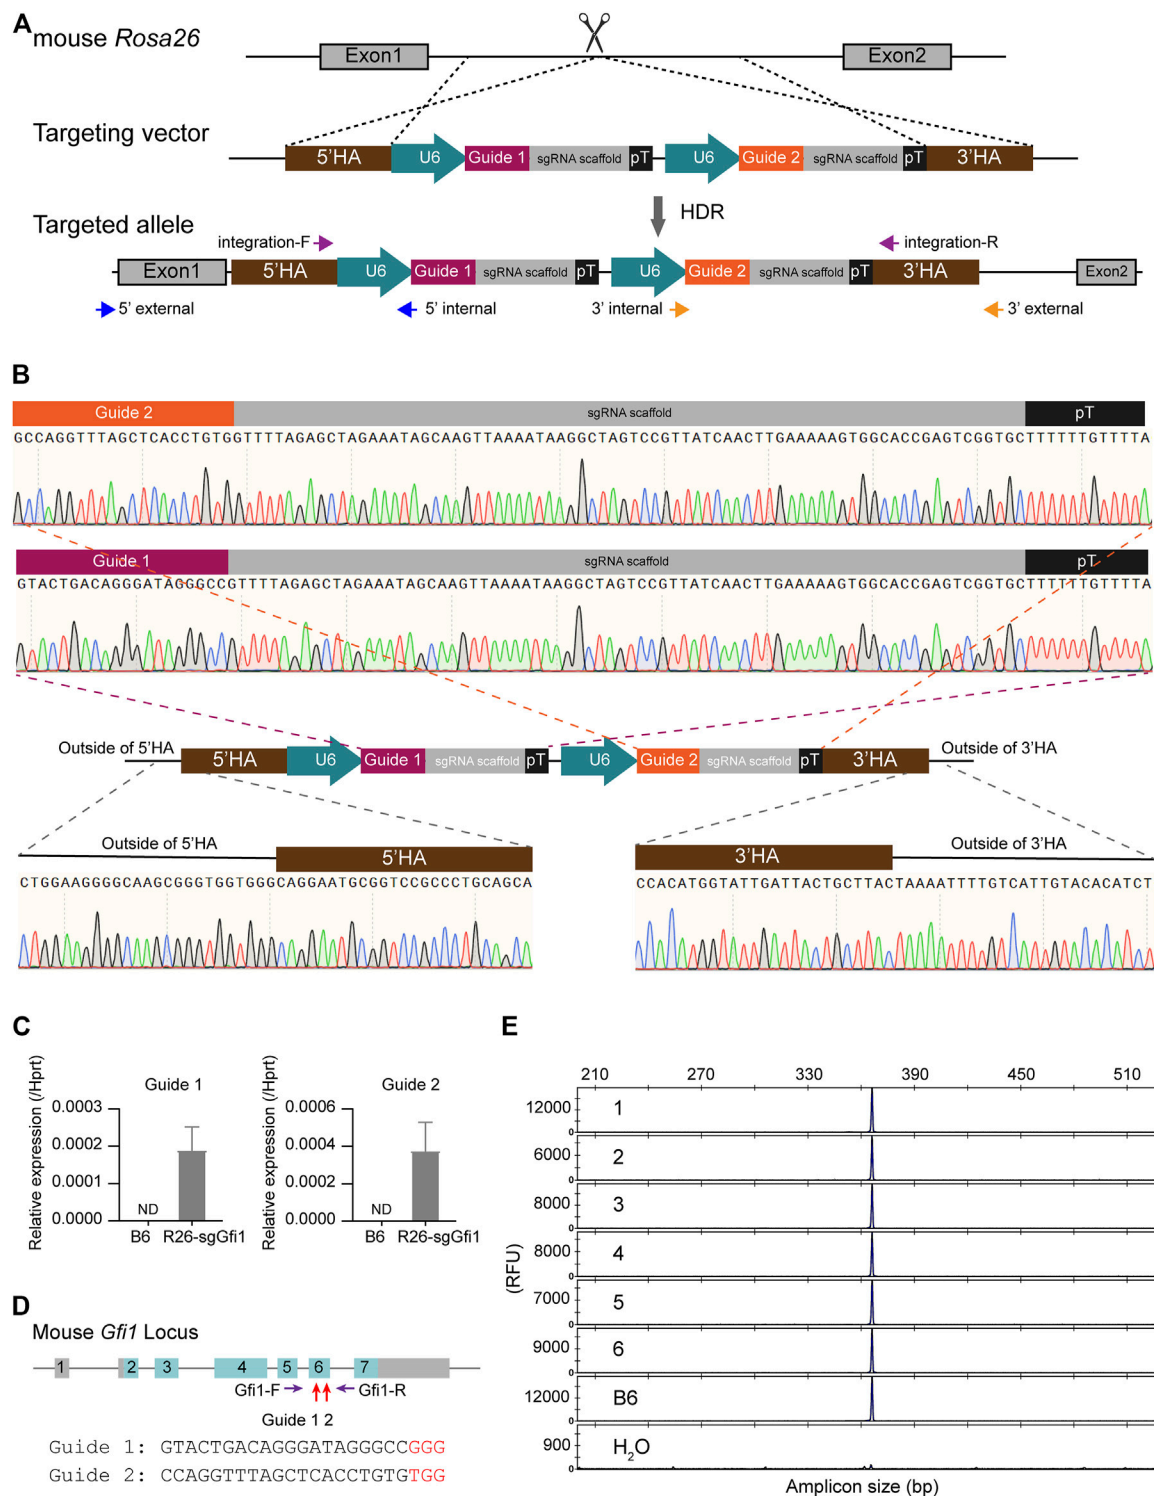 A
mouse Rosa26
Exon1
Exon2
Targeting vector
5'HA
U6
Guide 1
sgRNA scaffold
pT
U6
Guide 2
sgRNA scaffold
pT
3'HA
HDR
Targeted allele
integration-F
integration-R
Exon1
5'HA
U6
Guide 1
sgRNA scaffold
pT
U6
Guide 2
sgRNA scaffold
pT
3'HA
Exon2
5' external
5' internal
3' internal
3' external
B
Guide 2
sgRNA scaffold
pT
GCCAGGTTTAGCTCACCTGTGGTTTTAGAGCTAGAAATAGCAAGTTAAAATAAGGCTAGTCCGTTATCAACTTGAAAAAGTGGCACCGAGTCGGTGCTTTTTTGTTTTA
Guide 1
sgRNA scaffold
pT
GTACTGACAGGGATAGGGCCGTTTTAGAGCTAGAAATAGCAAGTTAAAATAAGGCTAGTCCGTTATCAACTTGAAAAAGTGGCACCGAGTCGGTGCTTTTTTGTTTTA
Outside of 5'HA
5'HA
U6
Guide 1
sgRNA scaffold
pT
U6
Guide 2
sgRNA scaffold
pT
3'HA
Outside of 3'HA
Outside of 5'HA
5'HA
CTGGAAGGGGCAAGCGGGTGGTGGGCAGGAATGCGGTCCGCCCTGCAGCA
3'HA
Outside of 3'HA
CCACATGGTATTGATTACTGCTTACTAAAATTTTGTCATTGTACACATCT
C
Relative expression (/Hprt)
Guide 1
0.0003
0.0002
0.0001
0.0000
ND
B6
R26-sgGfi1
Relative expression (/Hprt)
Guide 2
0.0006
0.0004
0.0002
0.0000
ND
B6
R26-sgGfi1
D
Mouse Gfi1 Locus
1
2
3
4
5
6
7
Gfi1-F
Gfi1-R
Guide 1 2
Guide 1: GTACTGACAGGGATAGGGCCGGG
Guide 2: CCAGGTTTAGCTCACCTGTGTGG
E
210
270
330
390
450
510
12000
0
1
6000
0
2
8000
0
3
8000
0
4
7000
0
5
9000
0
6
12000
0
B6
900
0
H2O
(RFU)
Amplicon size (bp)